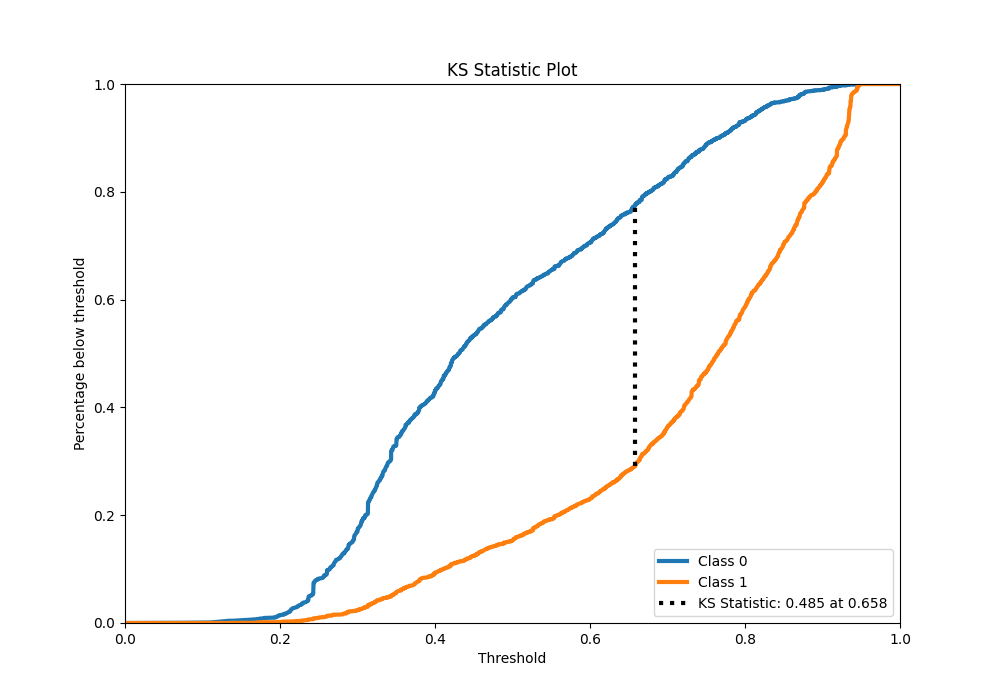 KS Statistic Plot
Percentage below threshold
1.0
0.8
0.6
0.4
0.2
0.0
0.0 0.2 0.4 0.6 0.8 1.0
Threshold
Class 0
Class 1
KS Statistic: 0.485 at 0.658